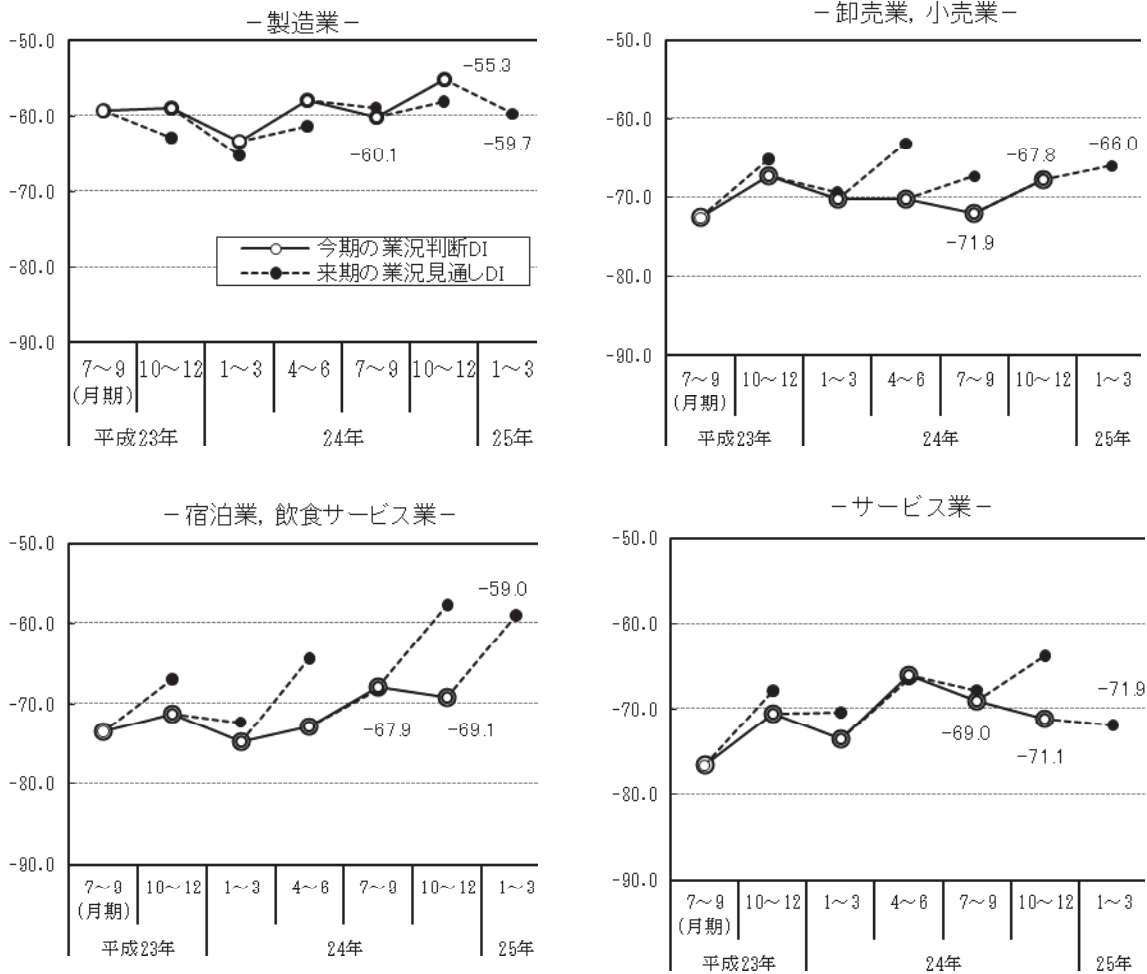 －製造業－
-50.0
-60.0
-70.0
-80.0
-90.0
-55.3
-60.1
-59.7
今期の業況判断DI
来期の業況見通しDI
7～9 10～12 1～3 4～6 7～9 10～12 1～3
(月期)
平成23年 24年 25年
－卸売業, 小売業－
-50.0
-60.0
-70.0
-80.0
-90.0
-71.9
-67.8
-66.0
7～9 10～12 1～3 4～6 7～9 10～12 1～3
(月期)
平成23年 24年 25年
－宿泊業, 飲食サービス業－
-50.0
-60.0
-70.0
-80.0
-90.0
-59.0
-67.9
-69.1
7～9 10～12 1～3 4～6 7～9 10～12 1～3
(月期)
平成23年 24年 25年
－サービス業－
-50.0
-60.0
-70.0
-80.0
-90.0
-71.9
-69.0
-71.1
7～9 10～12 1～3 4～6 7～9 10～12 1～3
(月期)
平成23年 24年 25年